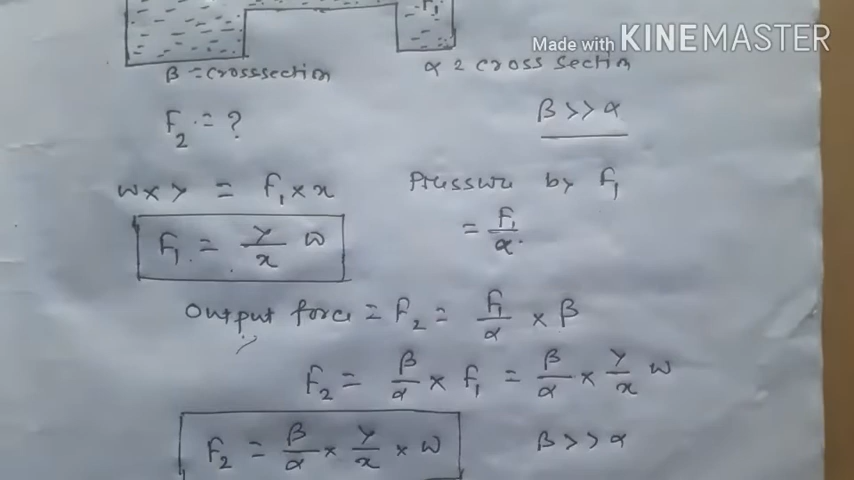 F₁
Made with KINEMASTER
β = crosssection
α = cross section
F₂ = ?
β >> α
w × y = F₁ × x
Pressure by F₁
F₁ = y/x w
= F₁/α
Output force = F₂ = F₁/α × β
F₂ = β/α × F₁ = β/α × y/x w
F₂ = β/α × y/x × w
β >> α